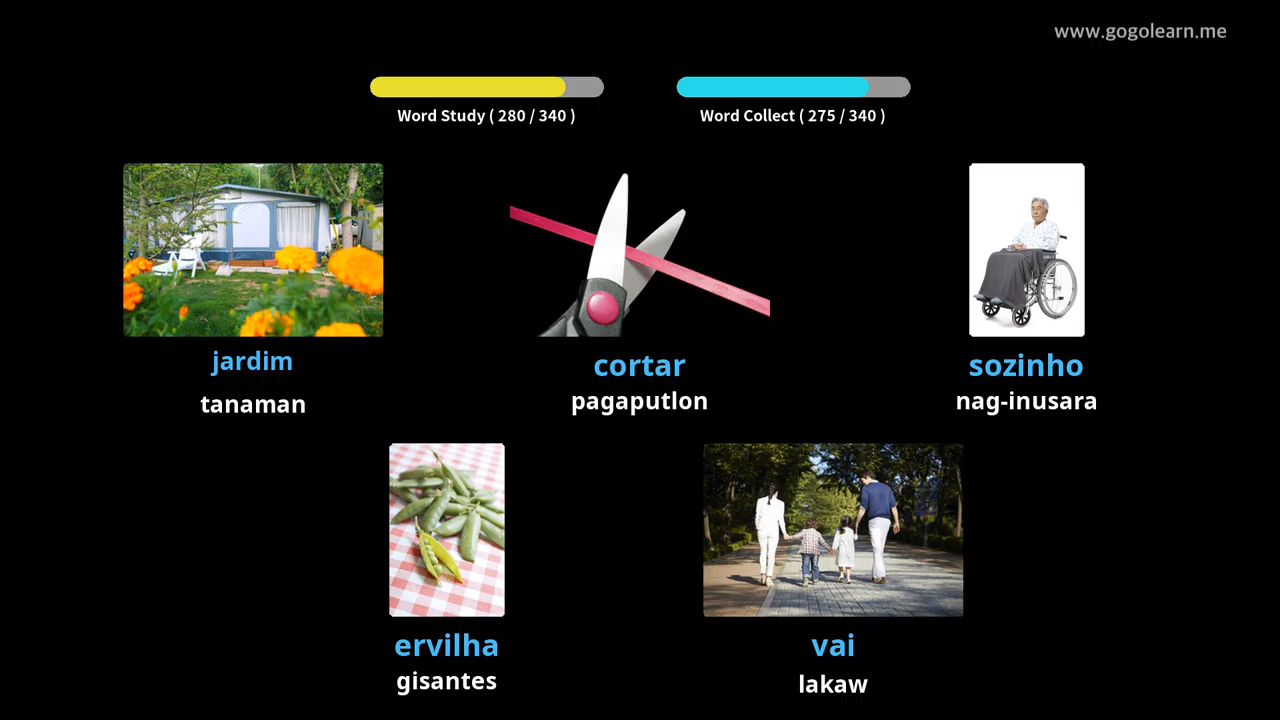 www.gogolearn.me
Word Study ( 280 / 340 )
Word Collect ( 275 / 340 )
jardim
tanaman
cortar
pagaputlon
sozinho
nag-inusara
ervilha
gisantes
vai
lakaw